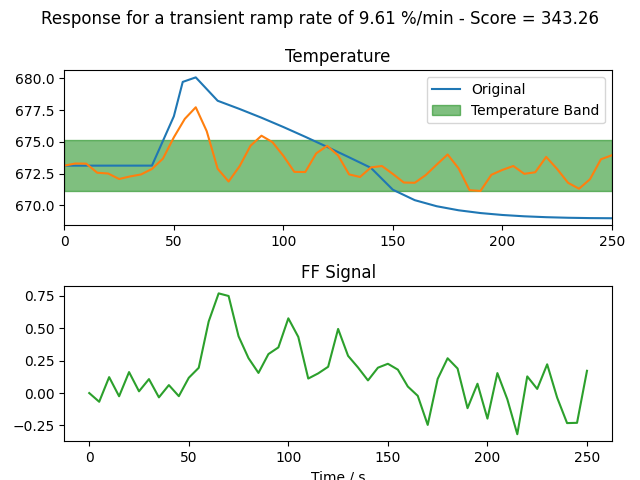 Response for a transient ramp rate of 9.61 %/min - Score = 343.26
Temperature
680.0
677.5
675.0
672.5
670.0
Original
Temperature Band
0 50 100 150 200 250
FF Signal
0.75
0.50
0.25
0.00
−0.25
0 50 100 150 200 250
Time / s